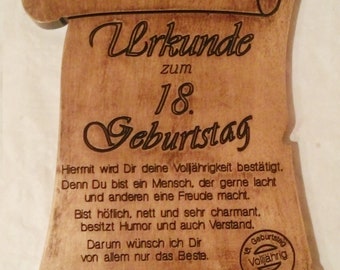 Urkunde
zum
18.
Geburtstag
Hiermit wird Dir deine Volljährigkeit bestätigt.
Denn Du bist ein Mensch, der gerne lacht
und anderen eine Freude macht.
Bist höflich, nett und sehr charmant,
besitzt Humor und auch Verstand.
Darum wünsch ich Dir
von allem nur das Beste.
Geburtstag
Volljährig